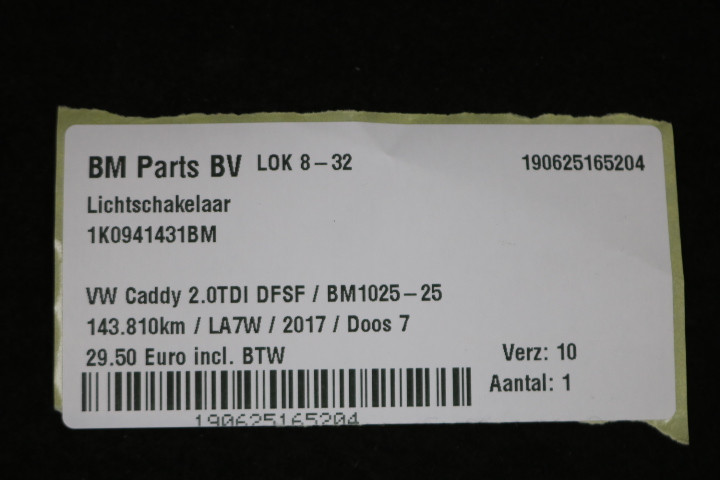 BM Parts BV LOK 8-32 190625165204
Lichtschakelaar
1K0941431BM
VW Caddy 2.0TDI DFSF / BM1025-25
143.810km / LA7W / 2017 / Doos 7
29.50 Euro incl. BTW Verz: 10
Aantal: 1
190625165204